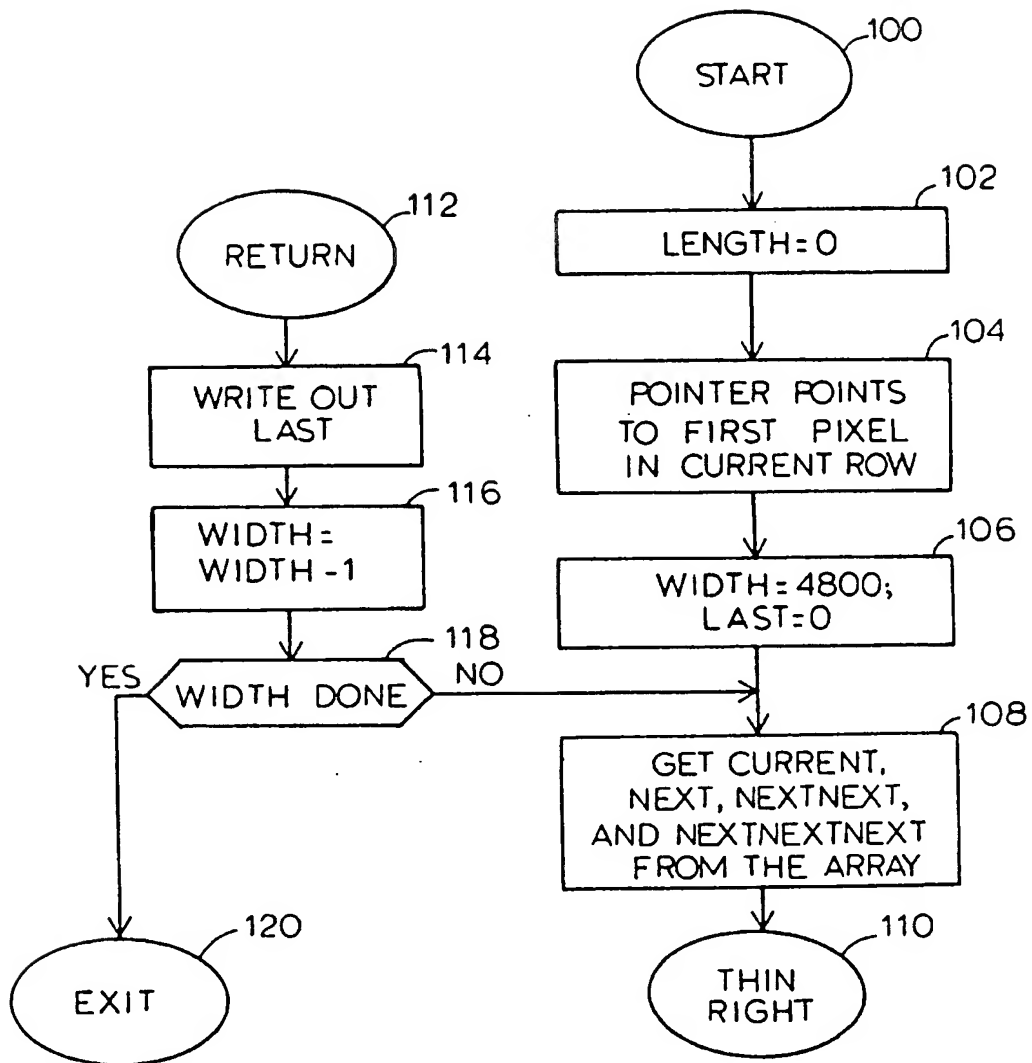 START
100
LENGTH=0
102
POINTER POINTS
TO FIRST PIXEL
IN CURRENT ROW
104
WIDTH=4800;
LAST=0
106
GET CURRENT,
NEXT, NEXTNEXT,
AND NEXTNEXTNEXT
FROM THE ARRAY
108
THIN
RIGHT
110
RETURN
112
WRITE OUT
LAST
114
WIDTH=
WIDTH-1
116
WIDTH DONE
118
YES
NO
EXIT
120